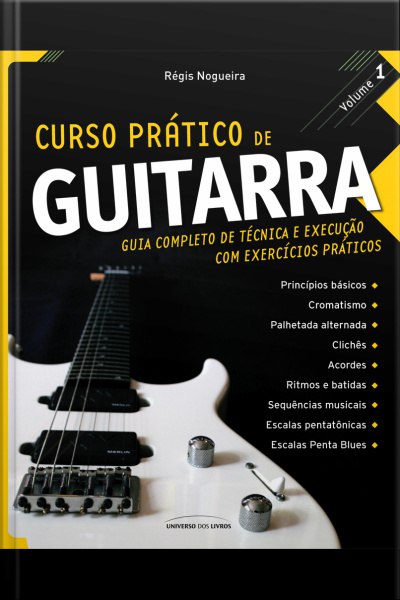 Régis Nogueira
Volume 1
CURSO PRÁTICO DE
GUITARRA
GUIA COMPLETO DE TÉCNICA E EXECUÇÃO
COM EXERCÍCIOS PRÁTICOS
Princípios básicos
Cromatismo
Palhetada alternada
Clichês
Acordes
Ritmos e batidas
Sequências musicais
Escalas pentatônicas
Escalas Penta Blues
UNIVERSO DOS LIVROS